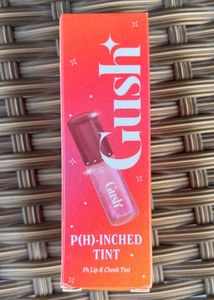 Gush
Gush
P(H)-INCHED
TINT
Ph Lip & Cheek Tint